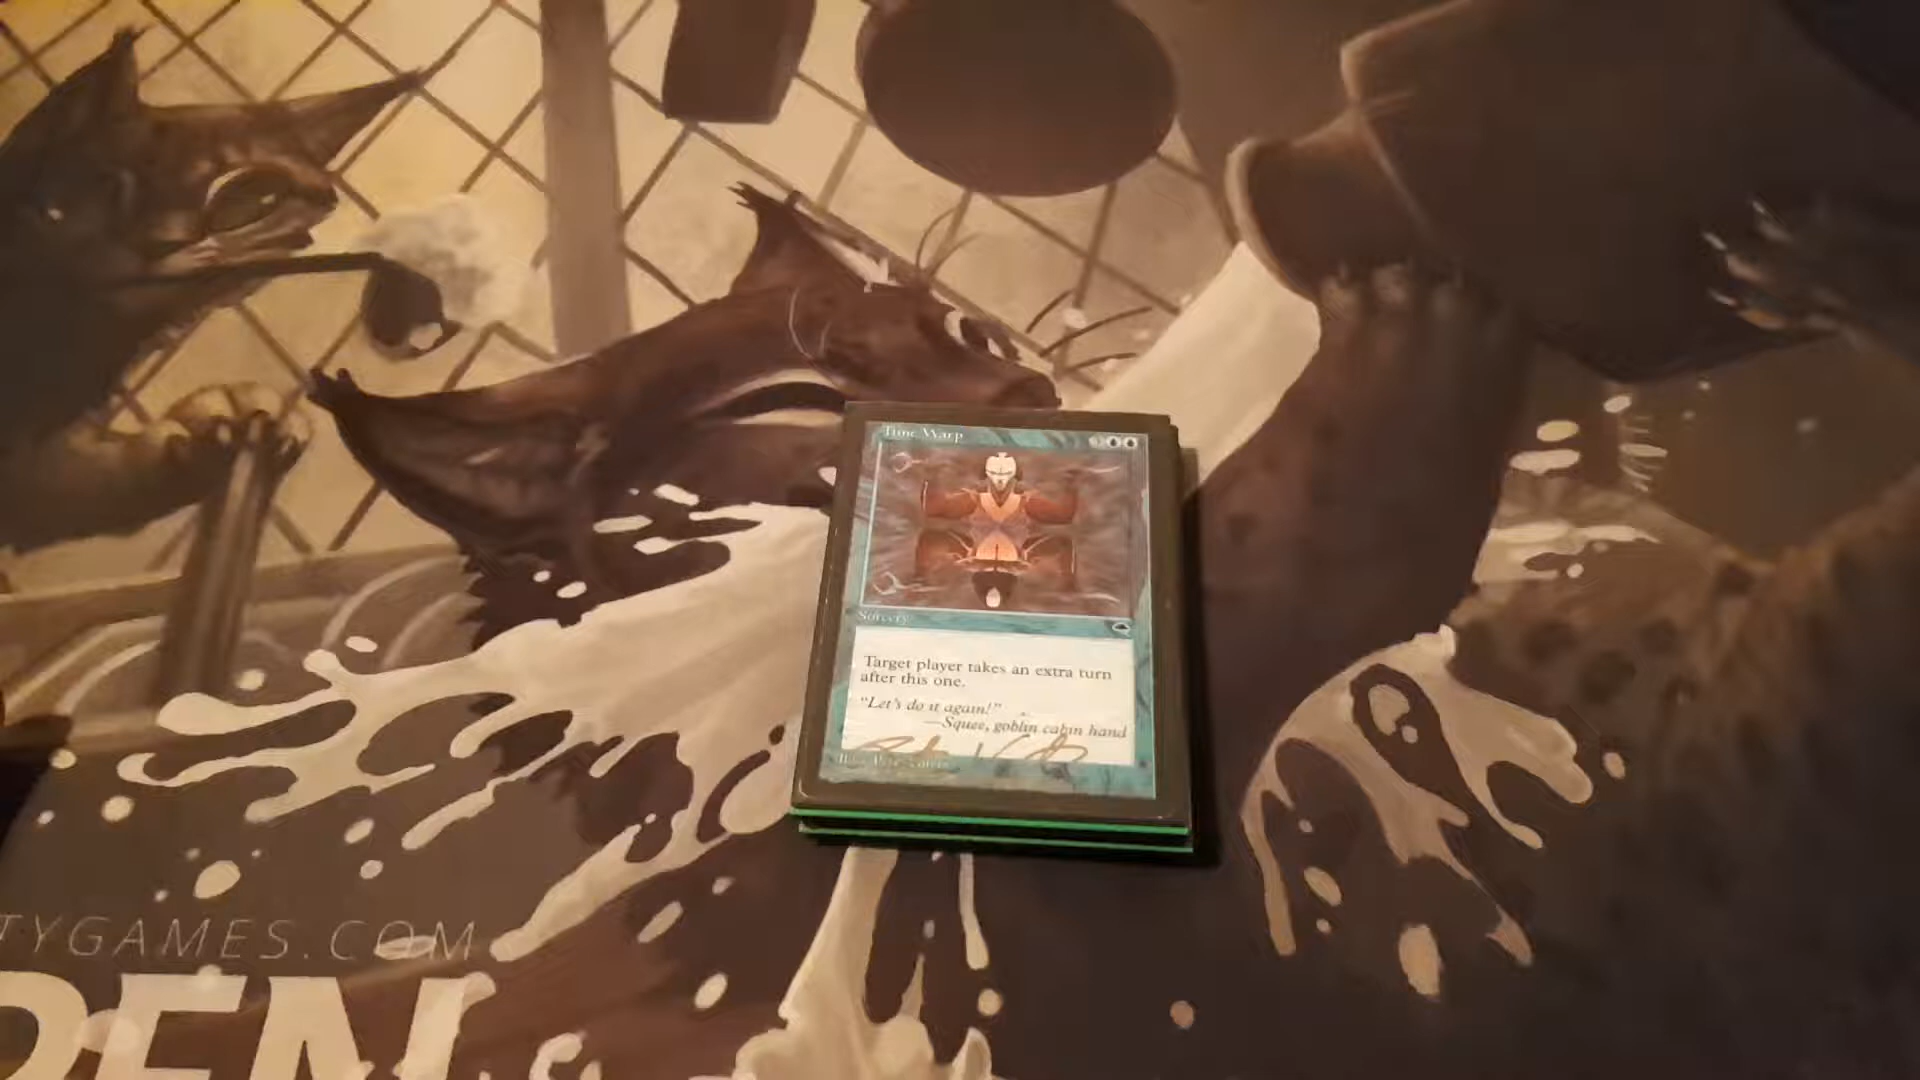 Time Warp
Sorcery
Target player takes an extra turn
after this one.
"Let's do it again!"
—Squee, goblin cabin hand
TYGAMES.COM
PEN